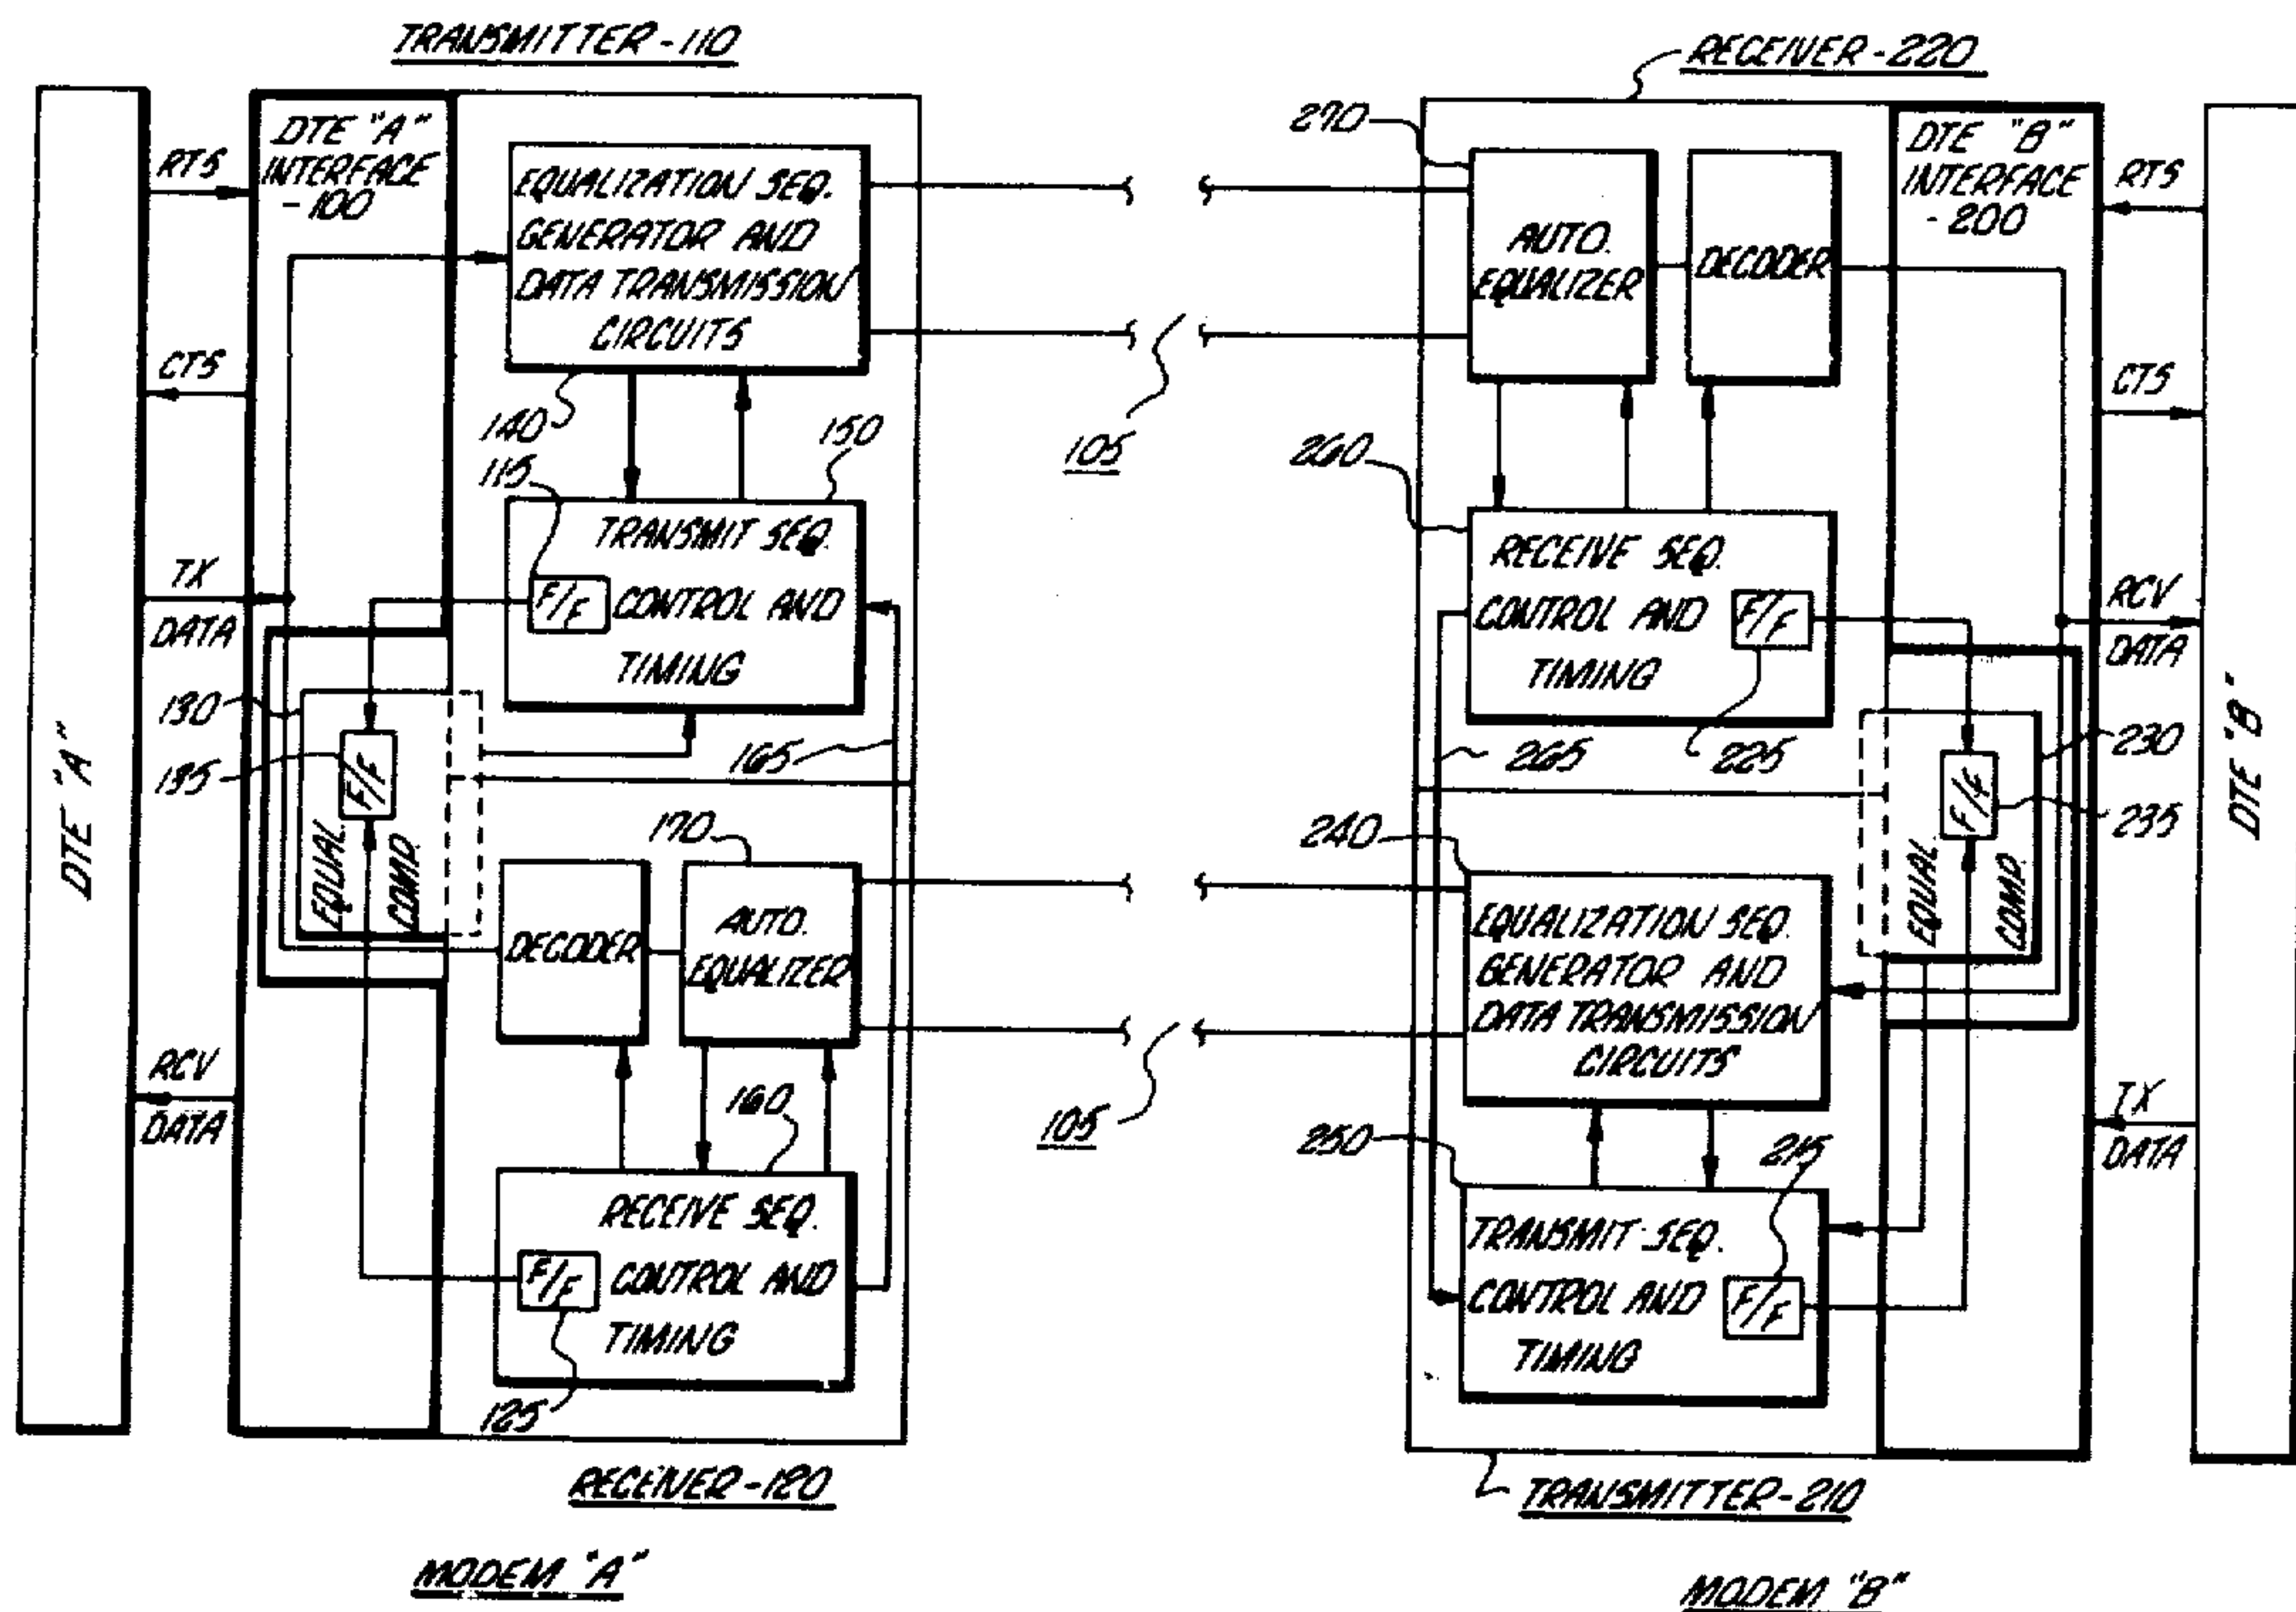 TRANSMITTER-110
RECEIVER-220
DTE "A"
RTS
CTS
TX
DATA
RCV
DATA
DTE "A"
INTERFACE
-100
EQUALIZATION SEQ.
GENERATOR AND
DATA TRANSMISSION
CIRCUITS
140
150
115
TRANSMIT SEQ.
F/F
CONTROL AND
TIMING
130
135
F/F
EQUAL.
COMP.
165
170
DECODER
AUTO.
EQUALIZER
160
RECEIVE SEQ.
F/F
CONTROL AND
TIMING
125
RECEIVER-120
MODEM "A"
105
105
270
AUTO.
EQUALIZER
DECODER
260
RECEIVE SEQ.
CONTROL AND
F/F
TIMING
265
225
240
EQUALIZATION SEQ.
GENERATOR AND
DATA TRANSMISSION
CIRCUITS
250
215
TRANSMIT SEQ.
CONTROL AND
F/F
TIMING
DTE "B"
INTERFACE
-200
230
235
F/F
EQUAL.
COMP.
RTS
CTS
RCV
DATA
TX
DATA
DTE "B"
TRANSMITTER-210
MODEM "B"